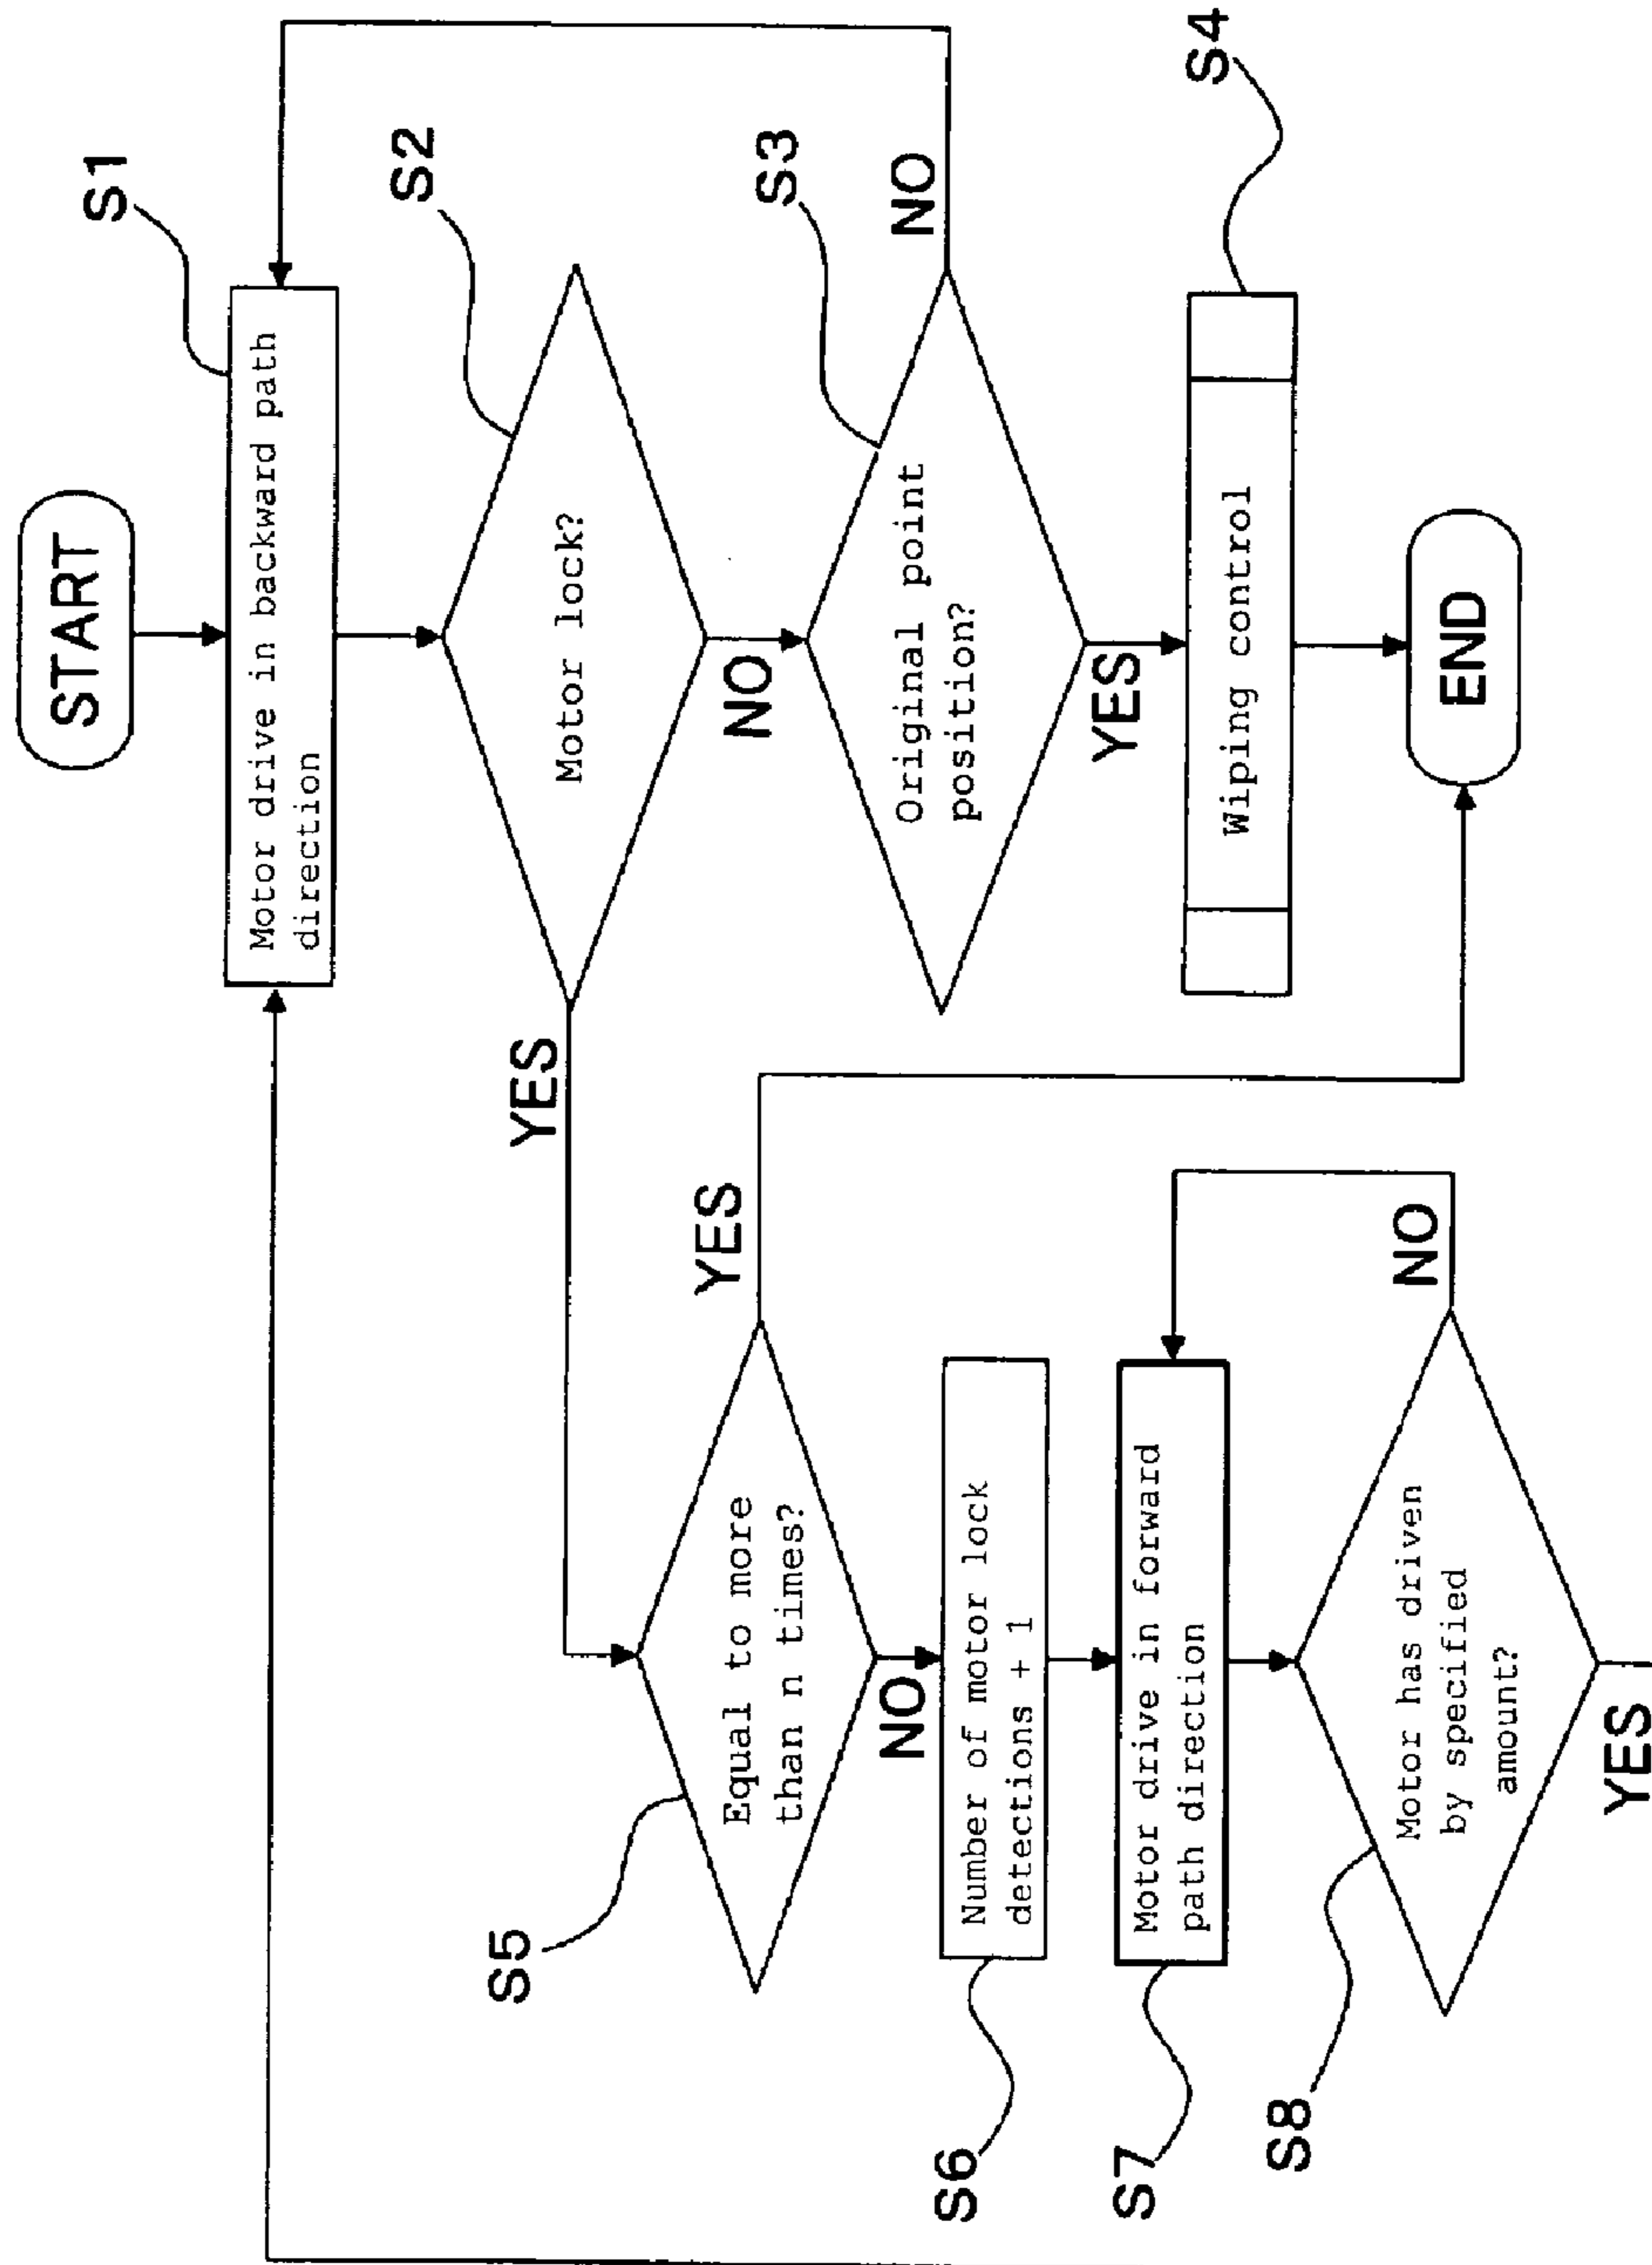 START
S1
Motor drive in backward path
direction
S2
Motor lock?
YES
NO
S3
Original point
position?
NO
YES
S4
Wiping control
END
S5
Equal to more
than n times?
YES
NO
S6
Number of motor lock
detections + 1
S7
Motor drive in forward
path direction
S8
Motor has driven
by specified
amount?
NO
YES